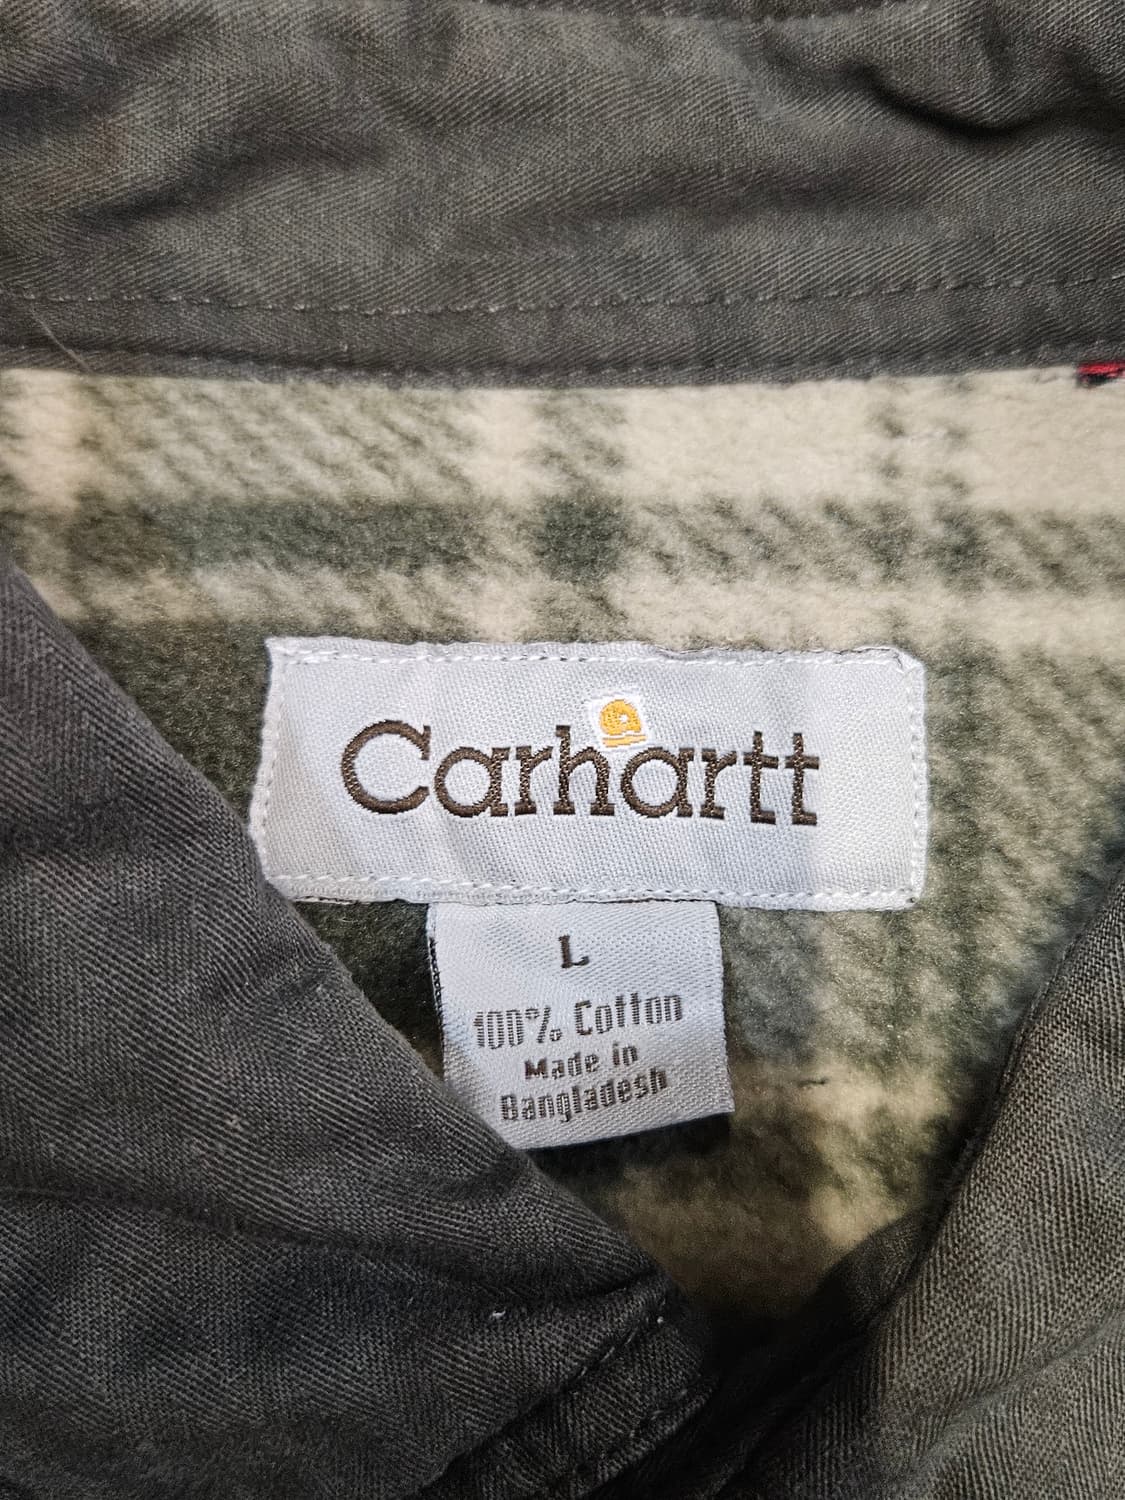 Carhartt
L
100% Cotton
Made in
Bangladesh